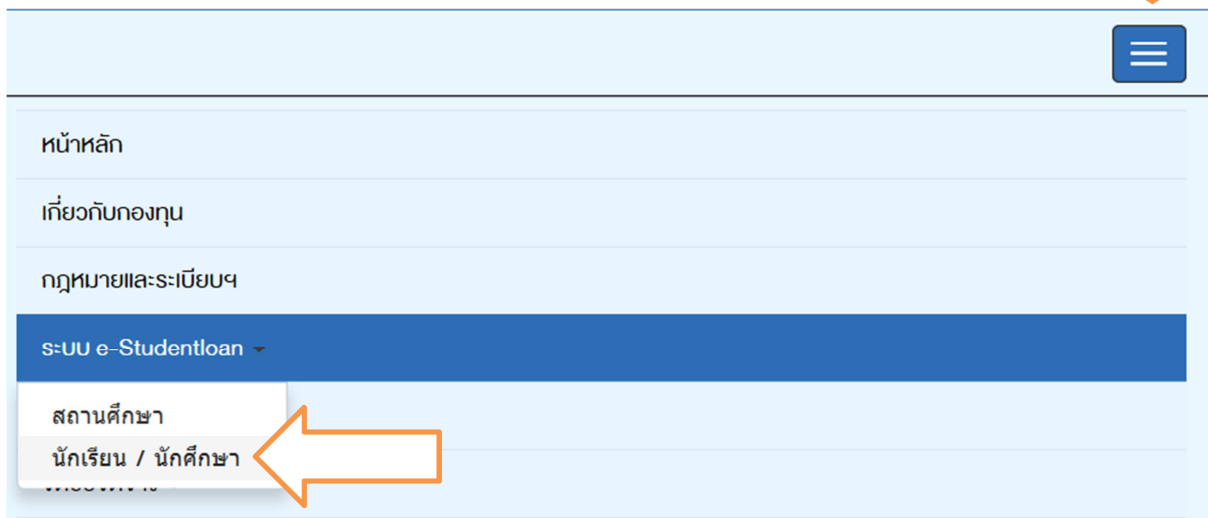 หน้าหลัก
เกี่ยวกับกองทุน
กฎหมายและระเบียบฯ
ระบบ e-Studentloan
สถานศึกษา
นักเรียน / นักศึกษา